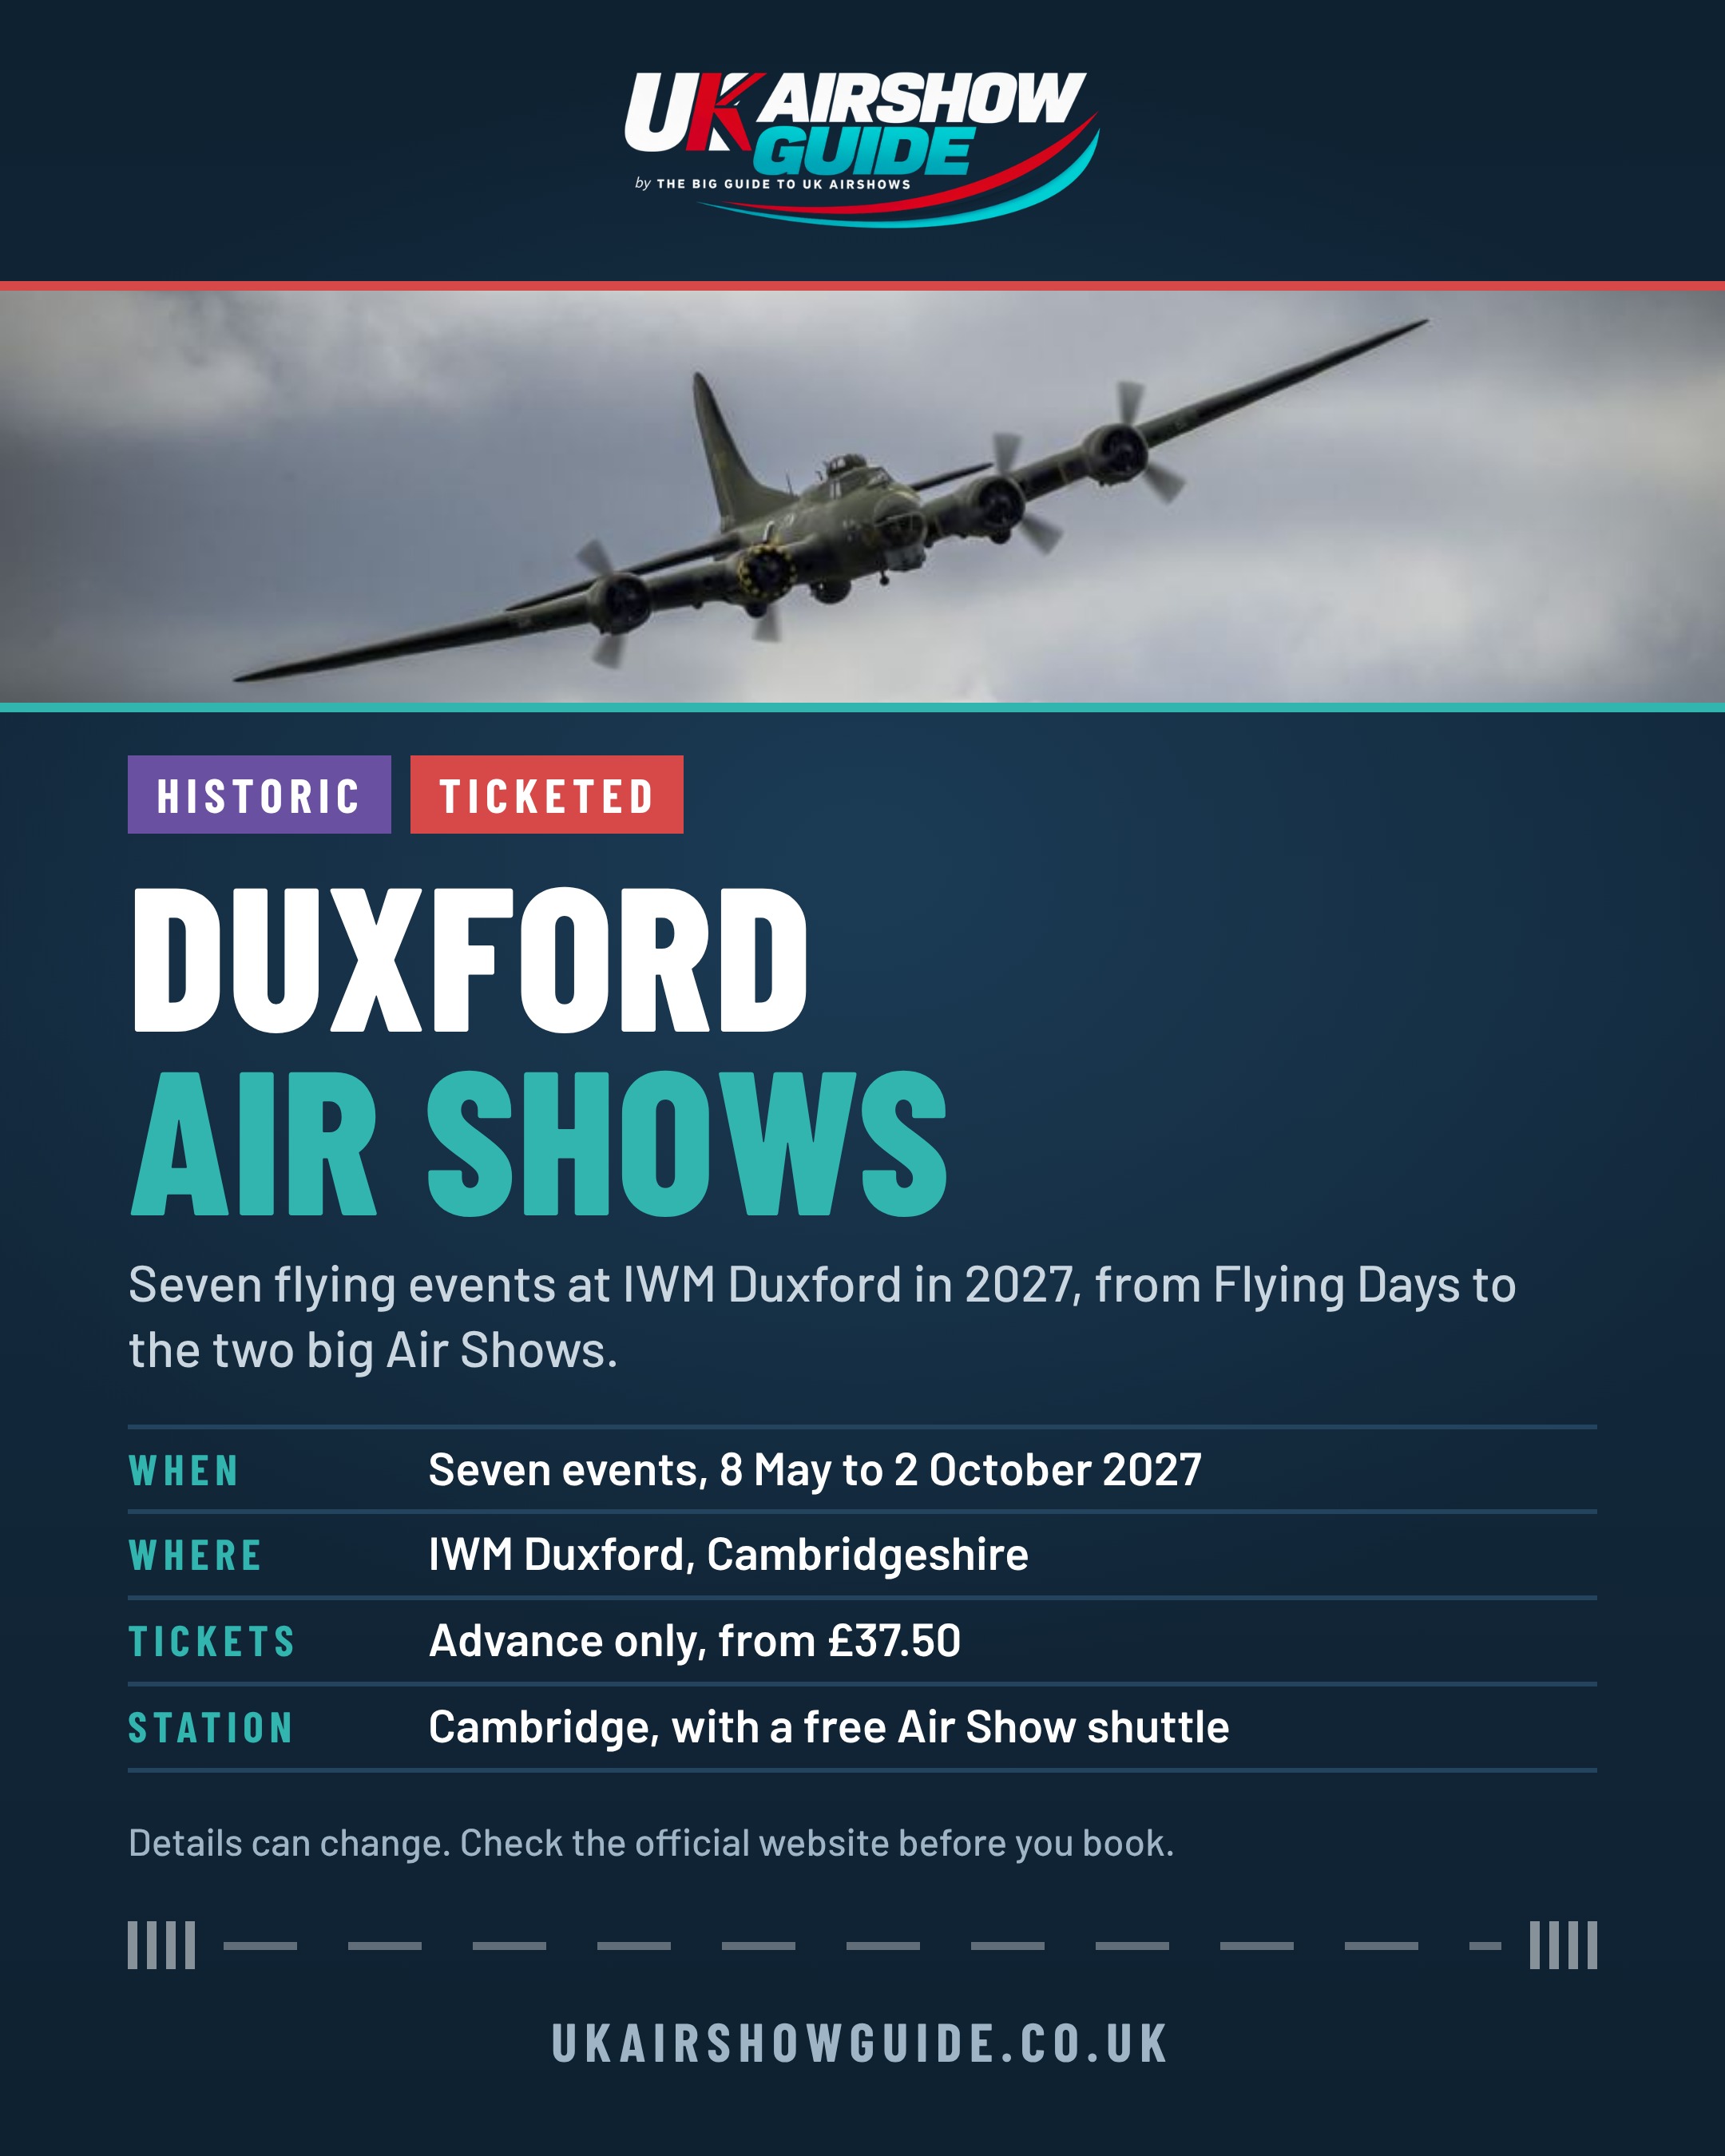 UK AIRSHOW
GUIDE
by THE BIG GUIDE TO UK AIRSHOWS
HISTORIC TICKETED
DUXFORD
AIR SHOWS
Seven flying events at IWM Duxford in 2027, from Flying Days to
the two big Air Shows.
WHEN Seven events, 8 May to 2 October 2027
WHERE IWM Duxford, Cambridgeshire
TICKETS Advance only, from £37.50
STATION Cambridge, with a free Air Show shuttle
Details can change. Check the official website before you book.
UKAIRSHOWGUIDE.CO.UK